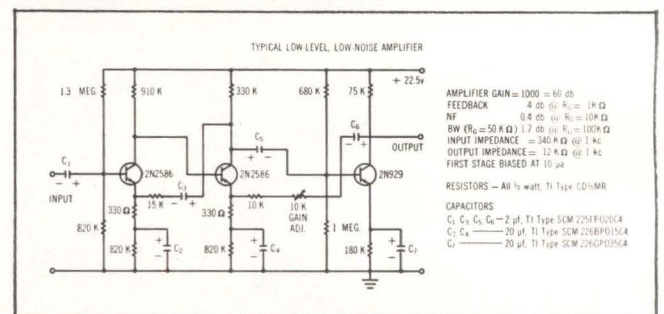 TYPICAL LOW-LEVEL, LOW-NOISE AMPLIFIER
+ 22.5v
1.3 MEG.
910 K
330 K
680 K
75 K
C6
C5
OUTPUT
C1
2N2586
2N2586
2N929
INPUT
15 K
C3
10 K
10 K
GAIN
ADJ.
330 Ω
330 Ω
820 K
1 MEG.
820 K
C2
820 K
C4
180 K
C7
AMPLIFIER GAIN = 1000 = 60 db
FEEDBACK 4 db @ RG = 1K Ω
NF 0.4 db @ RG = 10K Ω
BW (RG = 50 K Ω) 1.7 db @ RG = 100K Ω
INPUT IMPEDANCE = 340 K Ω @ 1 kc
OUTPUT IMPEDANCE = 12 K Ω @ 1 kc
FIRST STAGE BIASED AT 10 μa
RESISTORS — All ½ watt, TI Type CD½MR
CAPACITORS
C1 C3 C5 C6 — 2 μf, TI Type SCM 225FP020C4
C2 C4 — 20 μf, TI Type SCM 226BP015C4
C7 — 20 μf, TI Type SCM 226GP035C4